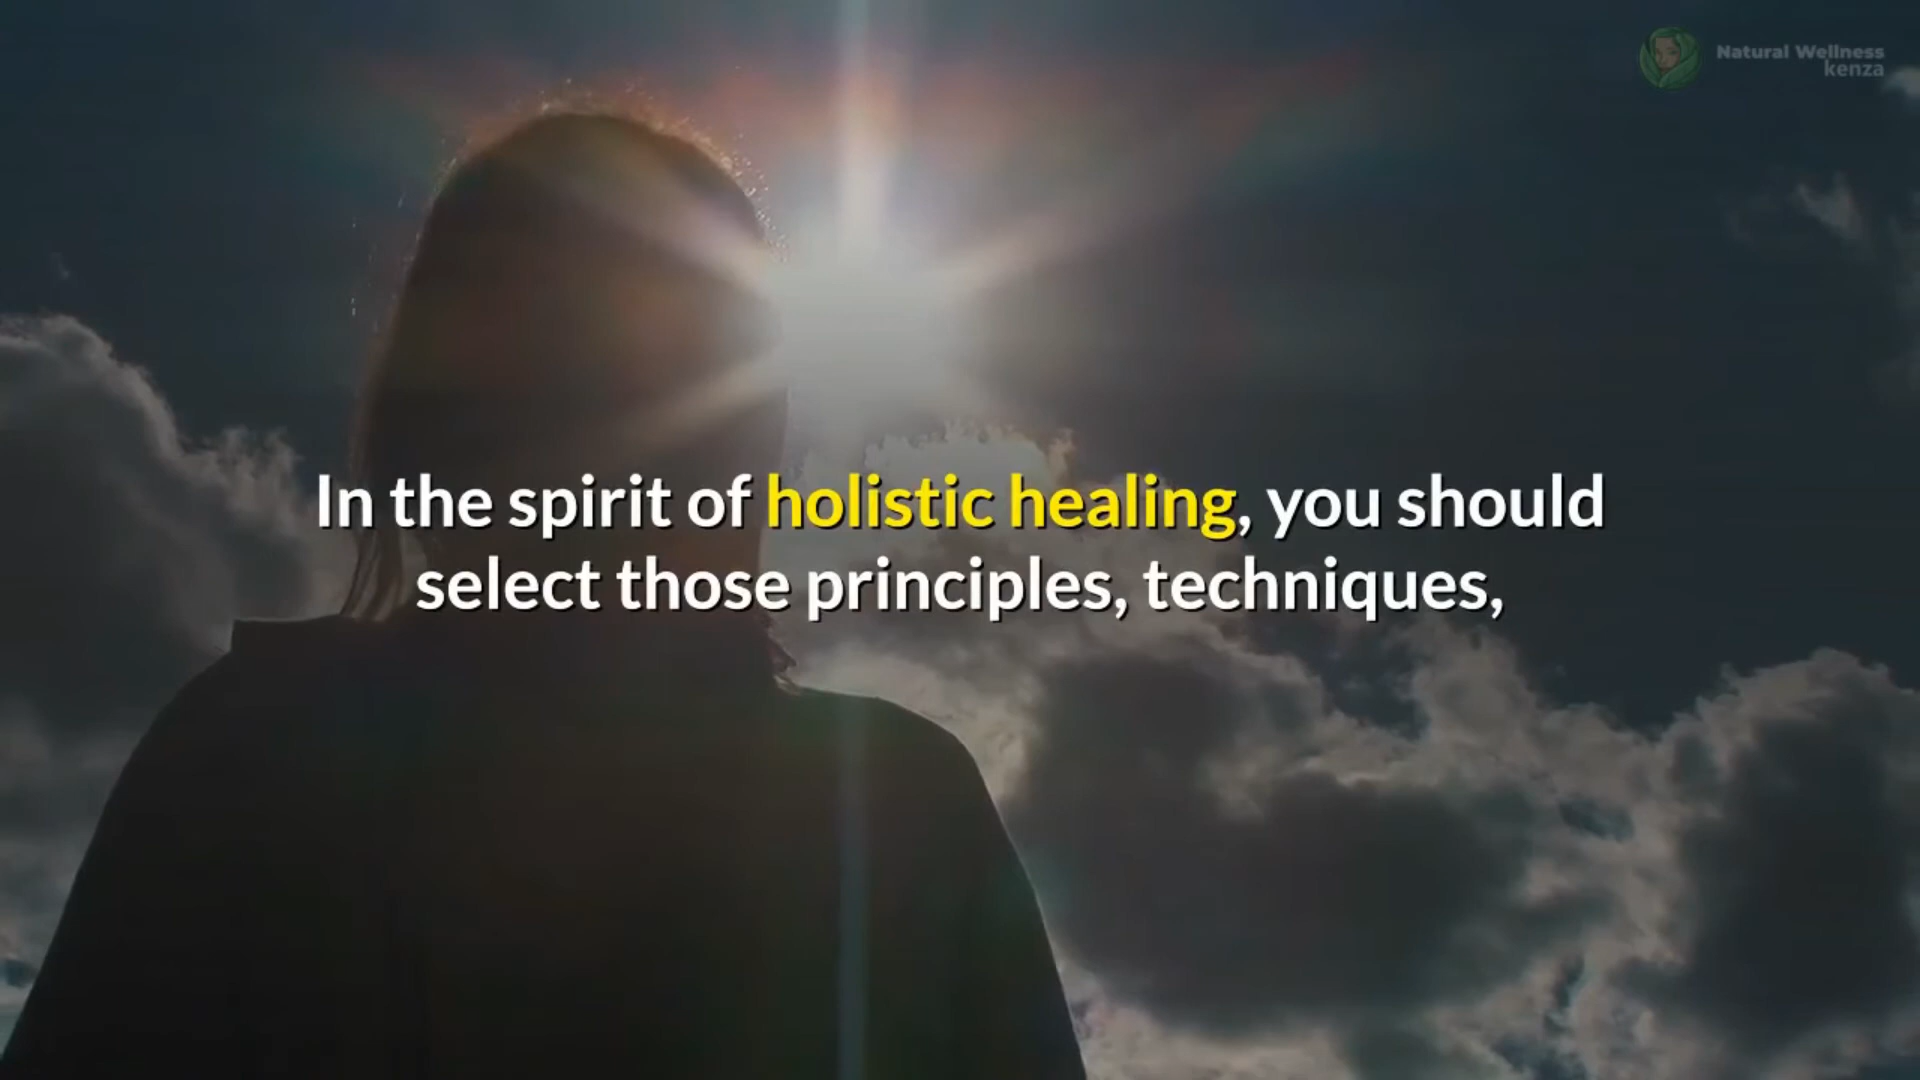 Natural Wellness
kenza
In the spirit of holistic healing, you should
select those principles, techniques,